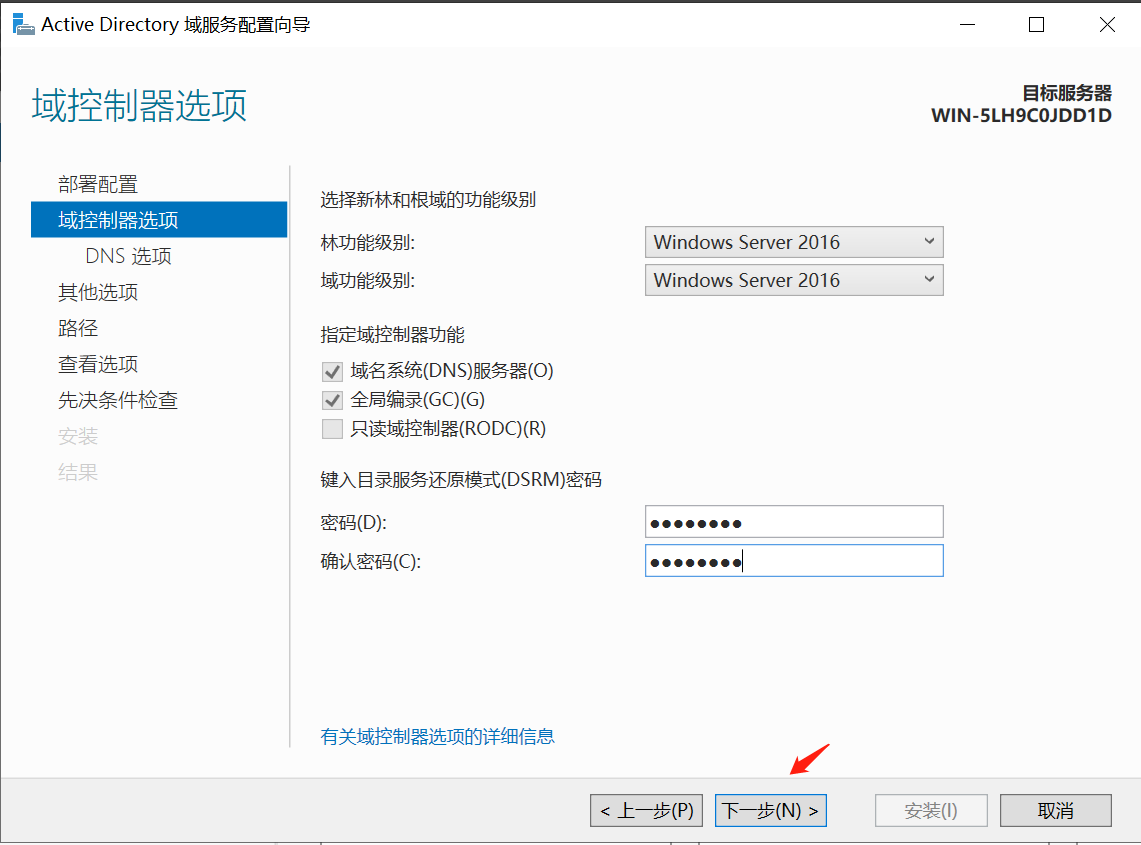 Active Directory 域服务配置向导
域控制器选项
目标服务器
WIN-5LH9C0JDD1D
部署配置
域控制器选项
DNS 选项
其他选项
路径
查看选项
先决条件检查
安装
结果
选择新林和根域的功能级别
林功能级别: Windows Server 2016
域功能级别: Windows Server 2016
指定域控制器功能
域名系统(DNS)服务器(O)
全局编录(GC)(G)
只读域控制器(RODC)(R)
键入目录服务还原模式(DSRM)密码
密码(D): ●●●●●●●●
确认密码(C): ●●●●●●●●
有关域控制器选项的详细信息
< 上一步(P) 下一步(N) > 安装(I) 取消